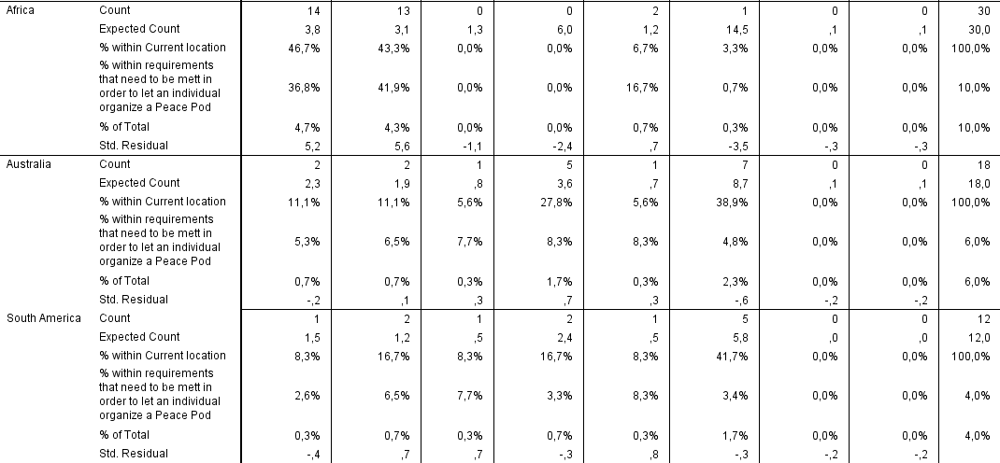 Africa Count 14 13 0 0 2 1 0 0 30
Expected Count 3,8 3,1 1,3 6,0 1,2 14,5 ,1 ,1 30,0
% within Current location 46,7% 43,3% 0,0% 0,0% 6,7% 3,3% 0,0% 0,0% 100,0%
% within requirements
that need to be mett in
order to let an individual
organize a Peace Pod
36,8% 41,9% 0,0% 0,0% 16,7% 0,7% 0,0% 0,0% 10,0%
% of Total 4,7% 4,3% 0,0% 0,0% 0,7% 0,3% 0,0% 0,0% 10,0%
Std. Residual 5,2 5,6 -1,1 -2,4 ,7 -3,5 -,3 -,3
Australia Count 2 2 1 5 1 7 0 0 18
Expected Count 2,3 1,9 ,8 3,6 ,7 8,7 ,1 ,1 18,0
% within Current location 11,1% 11,1% 5,6% 27,8% 5,6% 38,9% 0,0% 0,0% 100,0%
% within requirements
that need to be mett in
order to let an individual
organize a Peace Pod
5,3% 6,5% 7,7% 8,3% 8,3% 4,8% 0,0% 0,0% 6,0%
% of Total 0,7% 0,7% 0,3% 1,7% 0,3% 2,3% 0,0% 0,0% 6,0%
Std. Residual -,2 ,1 ,3 ,7 ,3 -,6 -,2 -,2
South America Count 1 2 1 2 1 5 0 0 12
Expected Count 1,5 1,2 ,5 2,4 ,5 5,8 ,0 ,0 12,0
% within Current location 8,3% 16,7% 8,3% 16,7% 8,3% 41,7% 0,0% 0,0% 100,0%
% within requirements
that need to be mett in
order to let an individual
organize a Peace Pod
2,6% 6,5% 7,7% 3,3% 8,3% 3,4% 0,0% 0,0% 4,0%
% of Total 0,3% 0,7% 0,3% 0,7% 0,3% 1,7% 0,0% 0,0% 4,0%
Std. Residual -,4 ,7 ,7 -,3 ,8 -,3 -,2 -,2